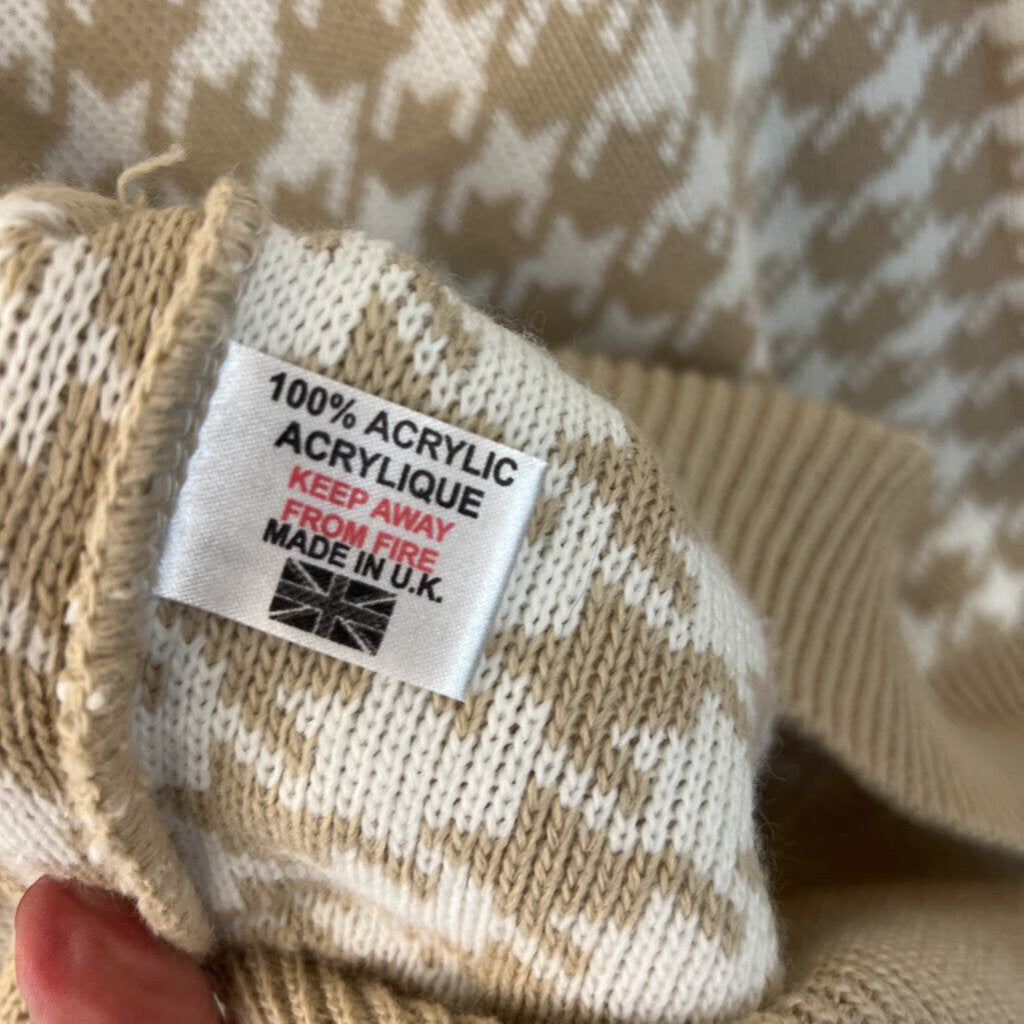 100% ACRYLIC
ACRYLIQUE
KEEP AWAY
FROM FIRE
MADE IN U.K.